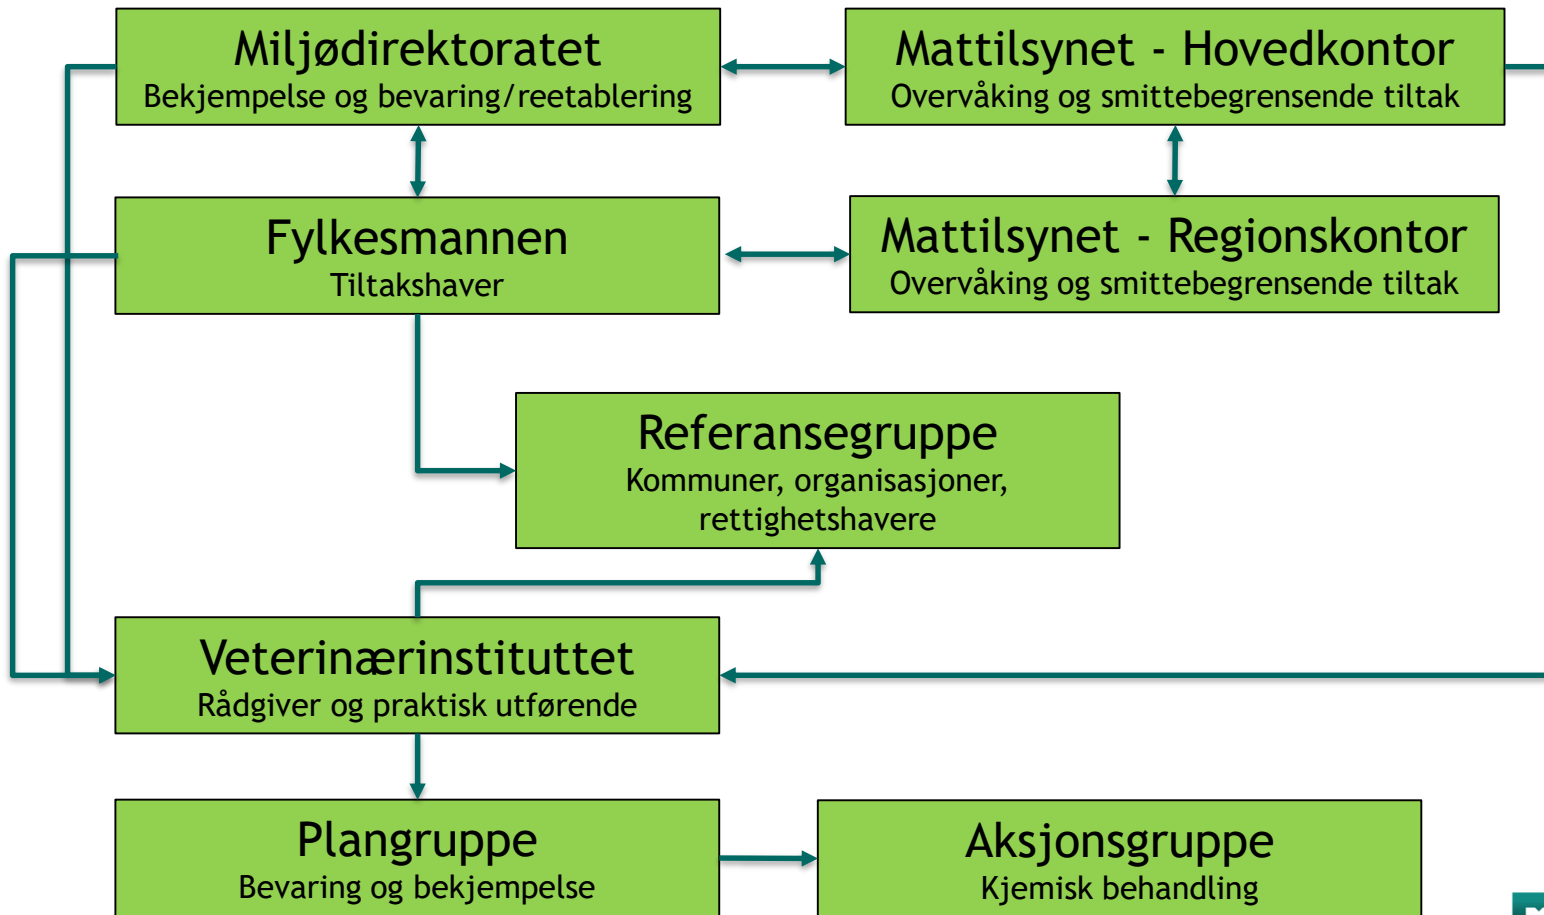 Miljødirektoratet
Bekjempelse og bevaring/reetablering
Mattilsynet - Hovedkontor
Overvåking og smittebegrensende tiltak
Fylkesmannen
Tiltakshaver
Mattilsynet - Regionskontor
Overvåking og smittebegrensende tiltak
Referansegruppe
Kommuner, organisasjoner,
rettighetshavere
Veterinærinstituttet
Rådgiver og praktisk utførende
Plangruppe
Bevaring og bekjempelse
Aksjonsgruppe
Kjemisk behandling